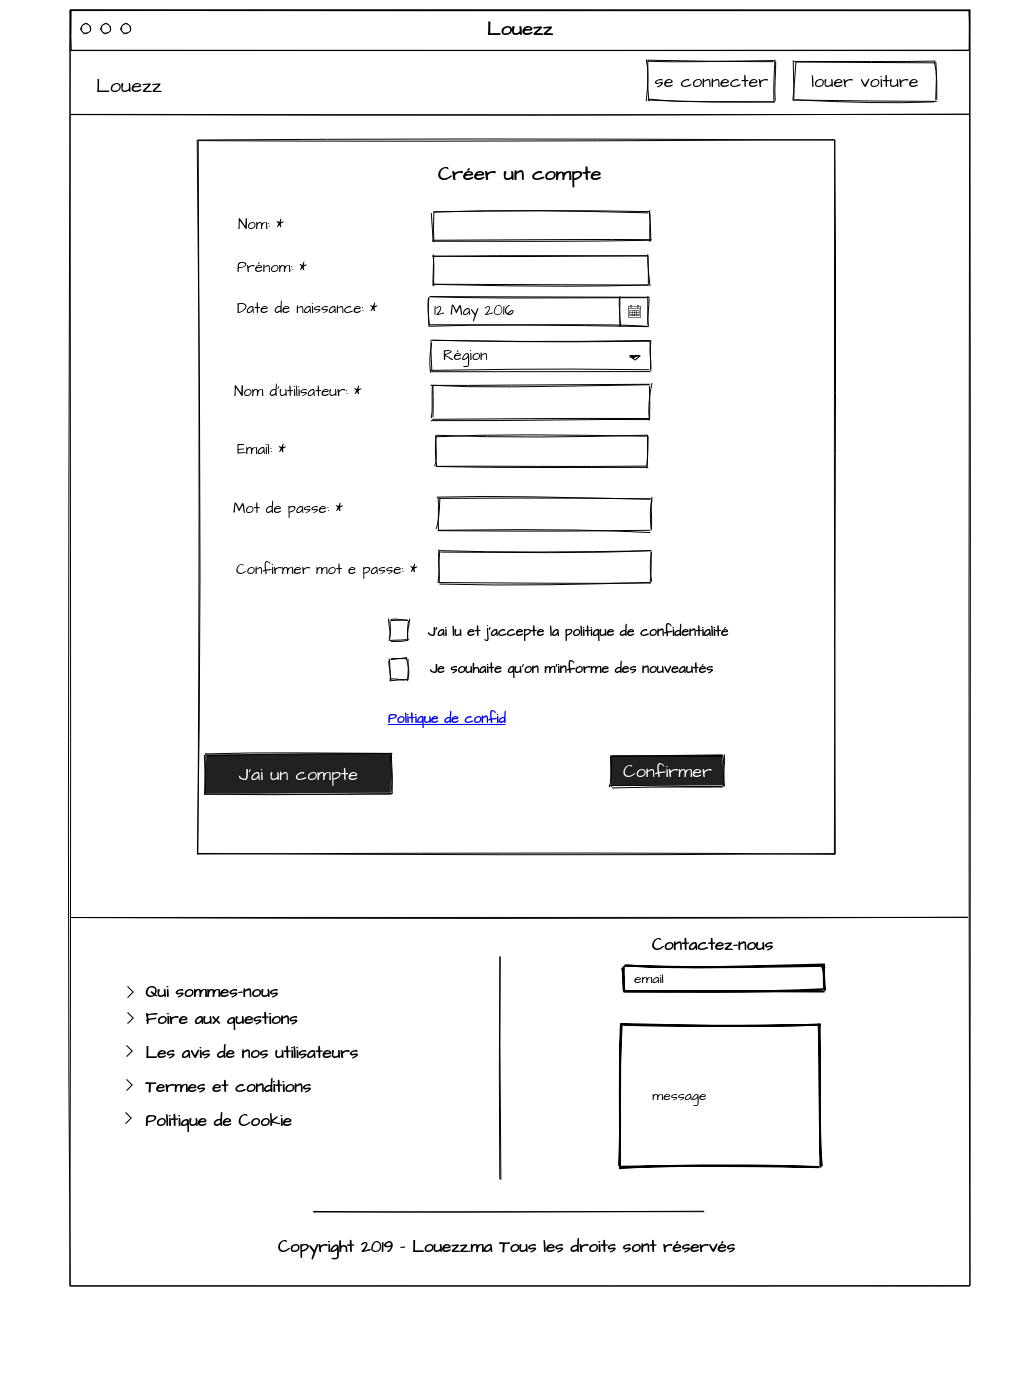 Louezz
Louezz
se connecter
louer voiture
Créer un compte
Nom: *
Prénom: *
Date de naissance: *
12 May 2016
Région
Nom d'utilisateur: *
Email: *
Mot de passe: *
Confirmer mot e passe: *
J'ai lu et j'accepte la politique de confidentialité
Je souhaite qu'on m'informe des nouveautés
Politique de confid
J'ai un compte
Confirmer
Qui sommes-nous
Foire aux questions
Les avis de nos utilisateurs
Termes et conditions
Politique de Cookie
Contactez-nous
email
message
Copyright 2019 - Louezz.ma Tous les droits sont réservés